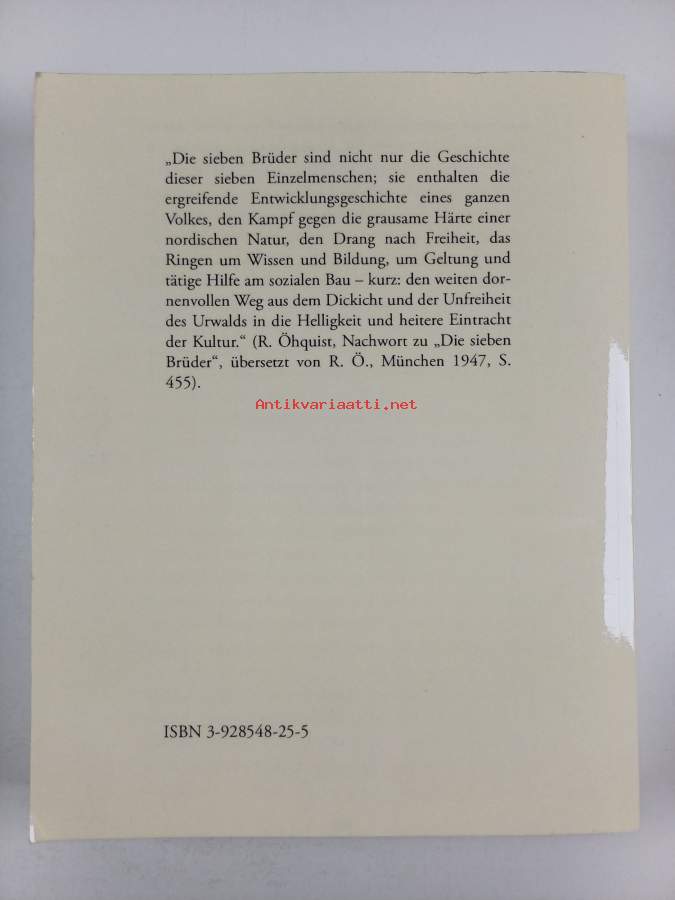 „Die sieben Brüder sind nicht nur die Geschichte
dieser sieben Einzelmenschen; sie enthalten die
ergreifende Entwicklungsgeschichte eines ganzen
Volkes, den Kampf gegen die grausame Härte einer
nordischen Natur, den Drang nach Freiheit, das
Ringen um Wissen und Bildung, um Geltung und
tätige Hilfe am sozialen Bau – kurz: den weiten dor-
nenvollen Weg aus dem Dickicht und der Unfreiheit
des Urwalds in die Helligkeit und heitere Eintracht
der Kultur.“ (R. Öhquist, Nachwort zu „Die sieben
Brüder“, übersetzt von R. Ö., München 1947, S.
455).
Antikvariaatti.net
ISBN 3-928548-25-5